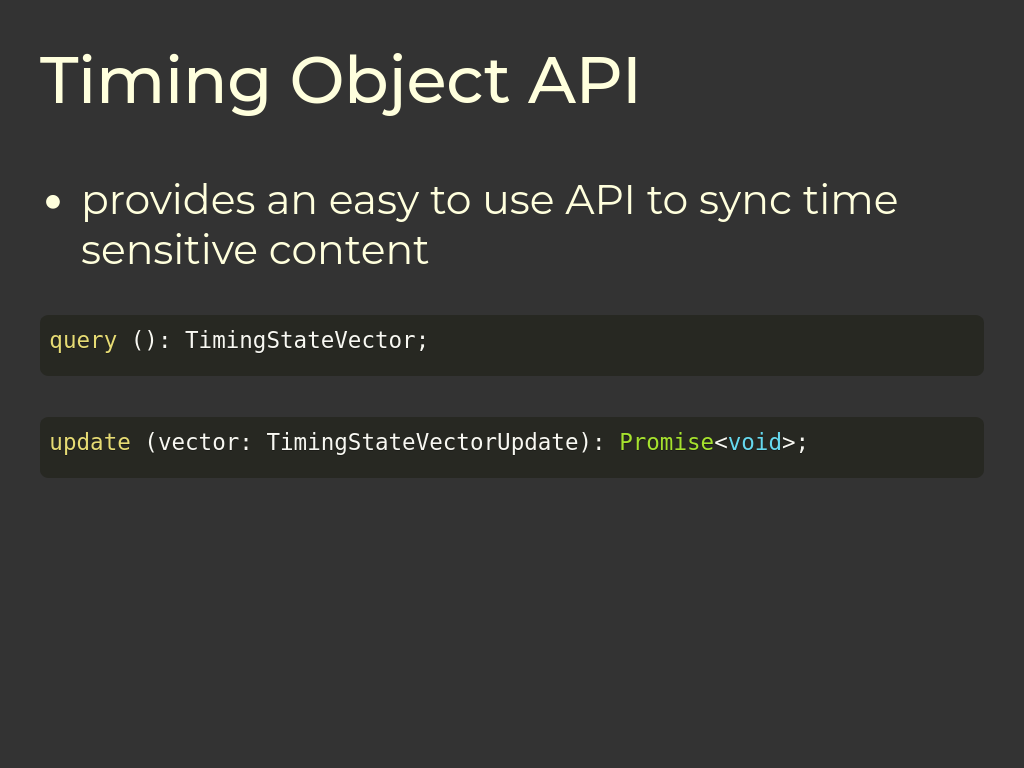 Timing Object API
• provides an easy to use API to sync time
sensitive content
query (): TimingStateVector;
update (vector: TimingStateVectorUpdate): Promise<void>;